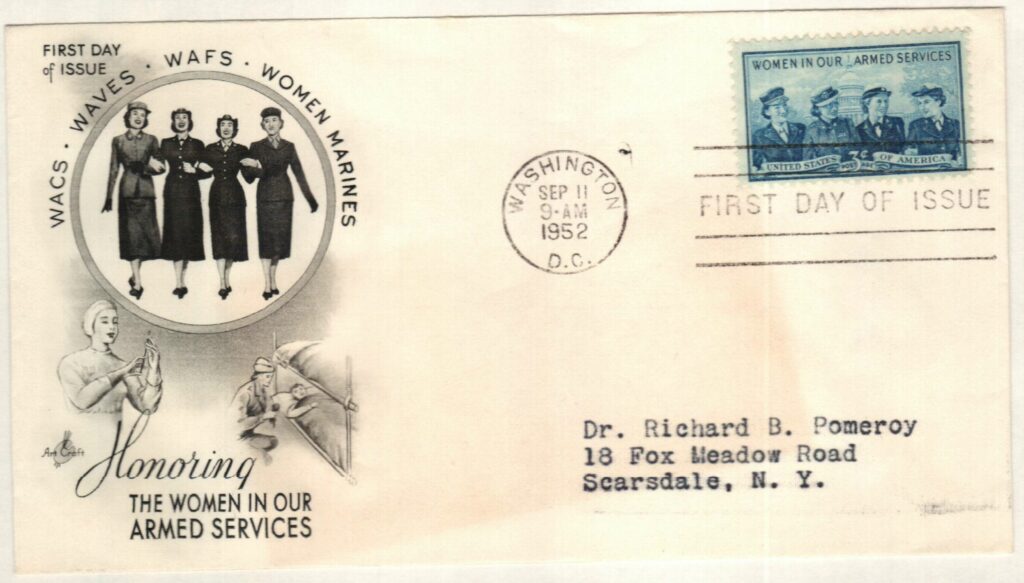 FIRST DAY
of ISSUE
WACS · WAVES · WAFS · WOMEN MARINES
WOMEN IN OUR ARMED SERVICES
UNITED STATES 3¢ OF AMERICA
WASHINGTON
SEP 11
9-AM
1952
D.C.
FIRST DAY OF ISSUE
Art Craft
Honoring
THE WOMEN IN OUR
ARMED SERVICES
Dr. Richard B. Pomeroy
18 Fox Meadow Road
Scarsdale, N. Y.